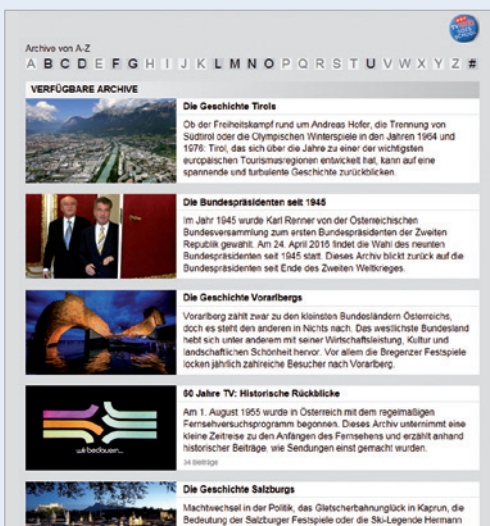 ORF
TVthek
Archive von A-Z
A B C D E F G H I J K L M N O P Q R S T U V W X Y Z #
VERFÜGBARE ARCHIVE
Die Geschichte Tirols
Ob der Freiheitskampf rund um Andreas Hofer, die Trennung von
Südtirol oder die Olympischen Winterspiele in den Jahren 1964 und
1976: Tirol, das sich über die Jahre zu einer der wichtigsten
europäischen Tourismusregionen entwickelt hat, kann auf eine
spannende und turbulente Geschichte zurückblicken.
Die Bundespräsidenten seit 1945
Im Jahr 1945 wurde Karl Renner von der Österreichischen
Bundesversammlung zum ersten Bundespräsidenten der Zweiten
Republik gewählt. Am 24. April 2016 findet die Wahl des neunten
Bundespräsidenten seit 1945 statt. Dieses Archiv blickt zurück auf die
Bundespräsidenten seit Ende des Zweiten Weltkrieges.
Die Geschichte Vorarlbergs
Vorarlberg zählt zwar zu den kleinsten Bundesländern Österreichs,
doch es steht den anderen in Nichts nach. Das westlichste Bundesland
hebt sich unter anderem mit seiner Wirtschaftsleistung, Kultur und
landschaftlichen Schönheit hervor. Vor allem die Bregenzer Festspiele
locken jährlich zahlreiche Besucher nach Vorarlberg.
wir bedauern...
60 Jahre TV: Historische Rückblicke
Am 1. August 1955 wurde in Österreich mit dem regelmäßigen
Fernsehversuchsprogramm begonnen. Dieses Archiv unternimmt eine
kleine Zeitreise zu den Anfängen des Fernsehens und erzählt anhand
historischer Beiträge, wie Sendungen einst gemacht wurden.
34 Beiträge
Die Geschichte Salzburgs
Machtwechsel in der Politik, das Gletscherbahnunglück in Kaprun, die
Bedeutung der Salzburger Festspiele oder die Ski-Legende Hermann